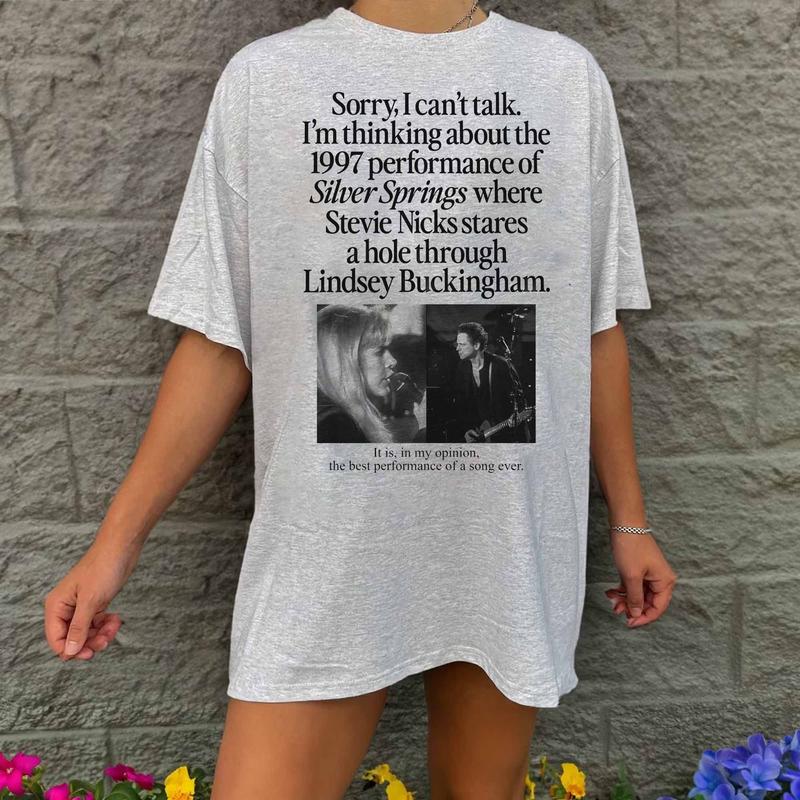 Sorry, I can't talk.
I'm thinking about the
1997 performance of
Silver Springs where
Stevie Nicks stares
a hole through
Lindsey Buckingham.
It is, in my opinion,
the best performance of a song ever.